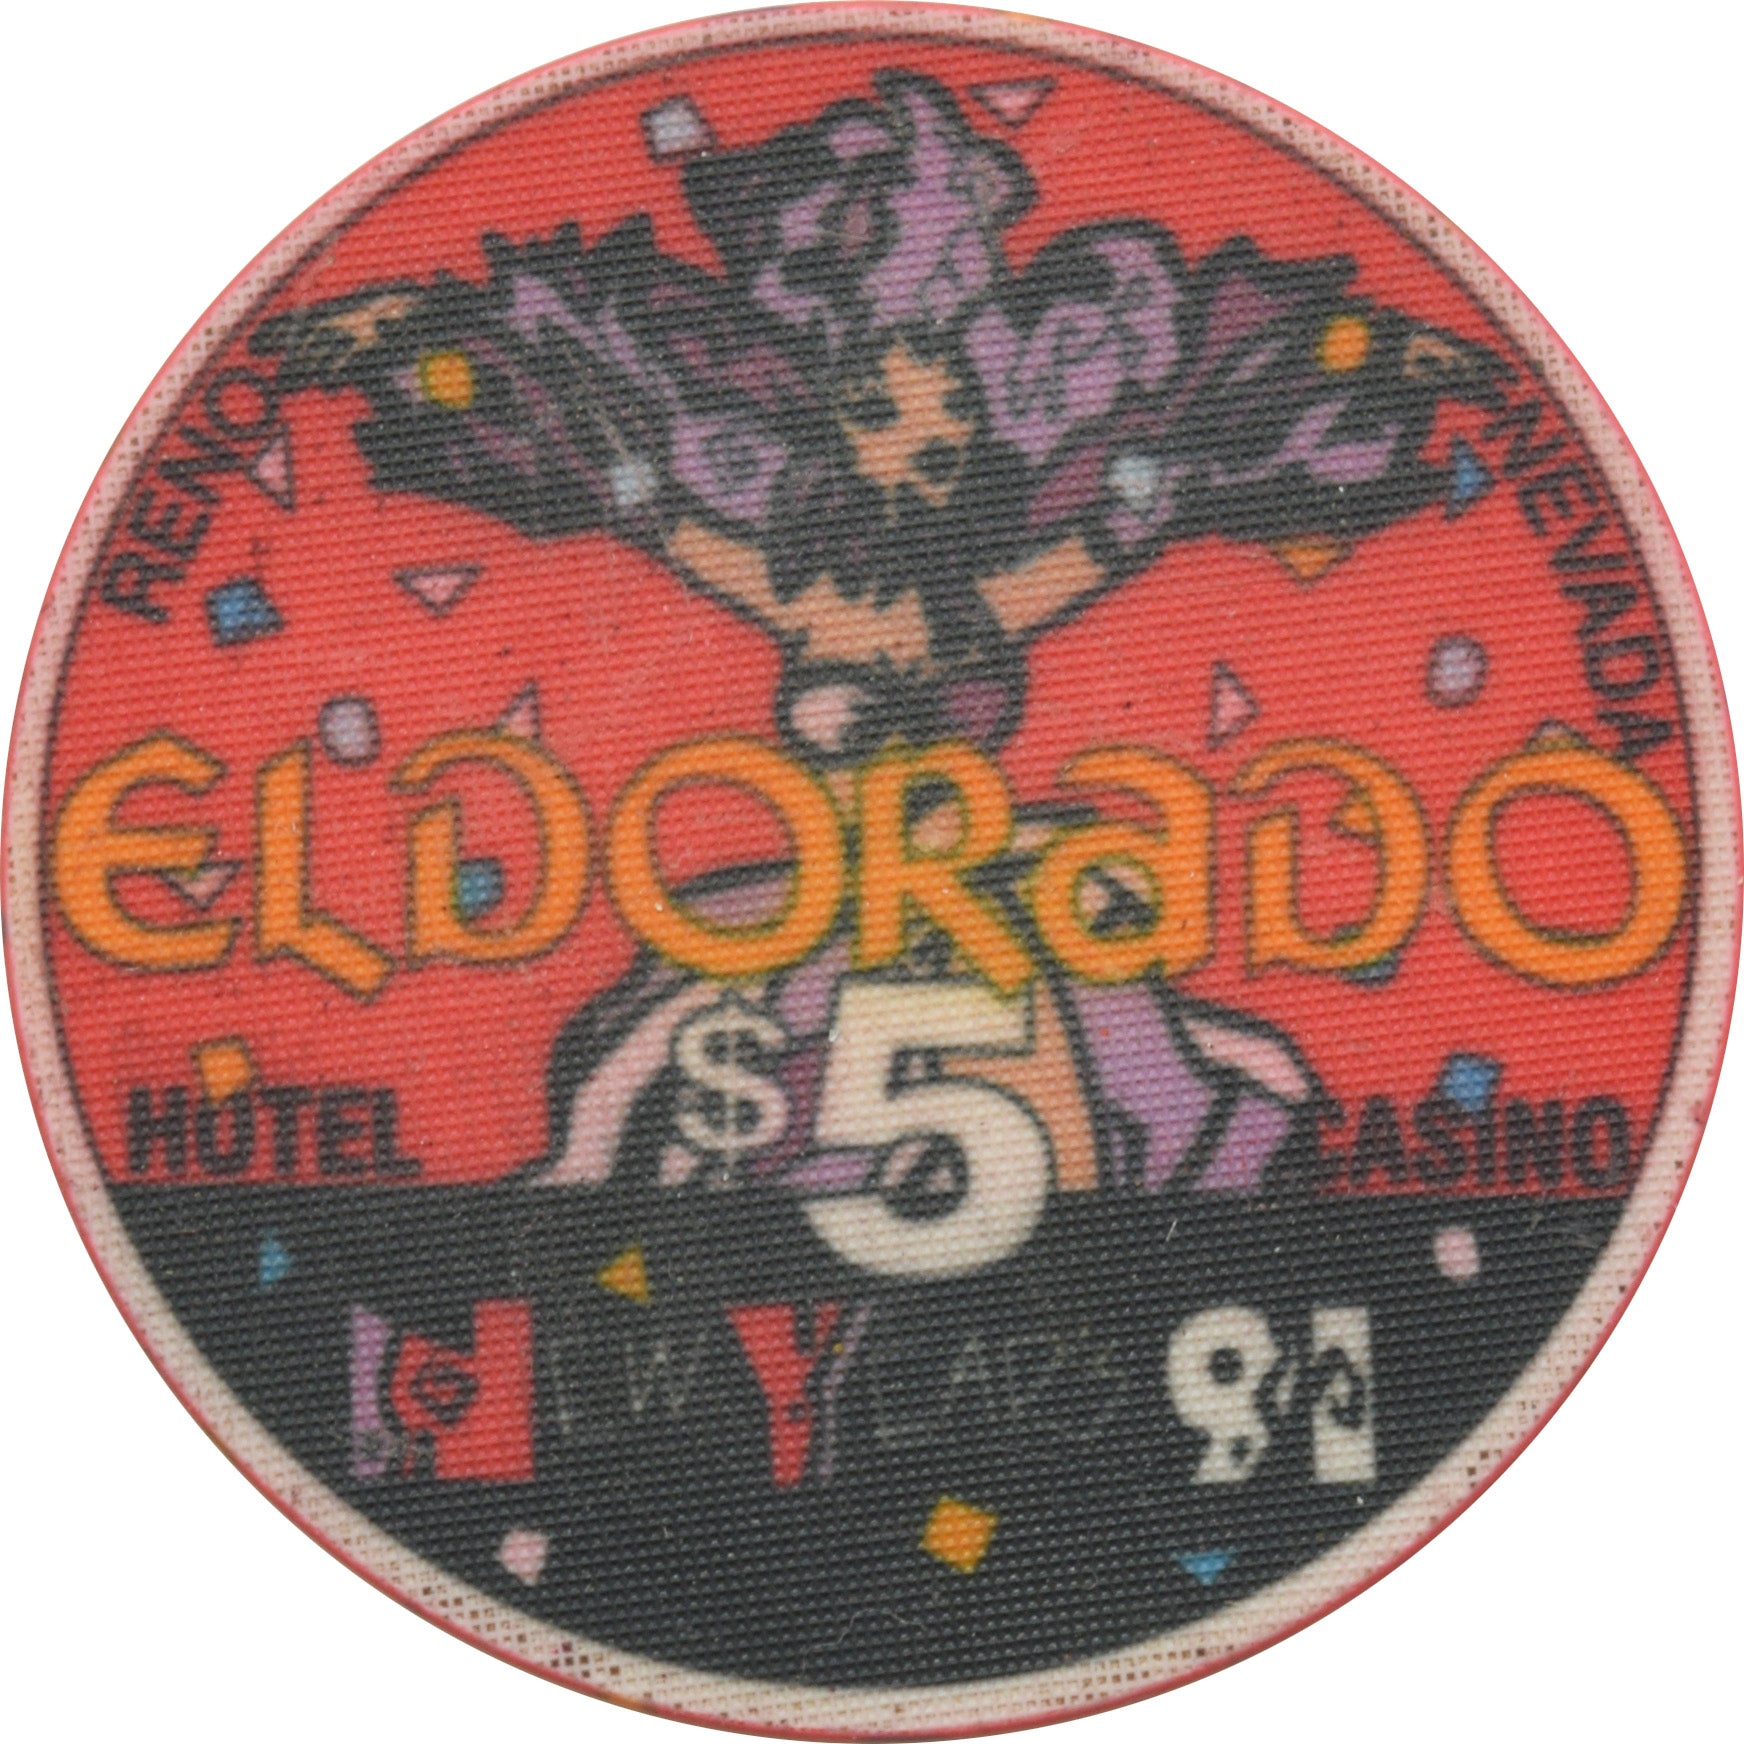 RENO
NEVADA
ELDORADO
HOTEL
$5
CASINO